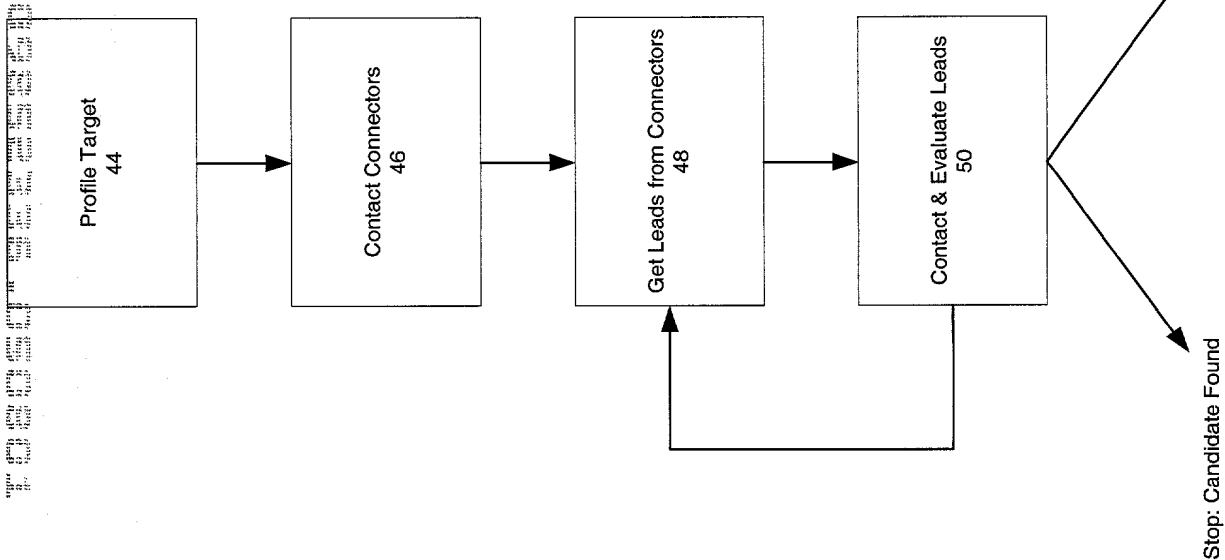 Profile Target
44
Contact Connectors
46
Get Leads from Connectors
48
Contact & Evaluate Leads
50
Stop: Candidate Found